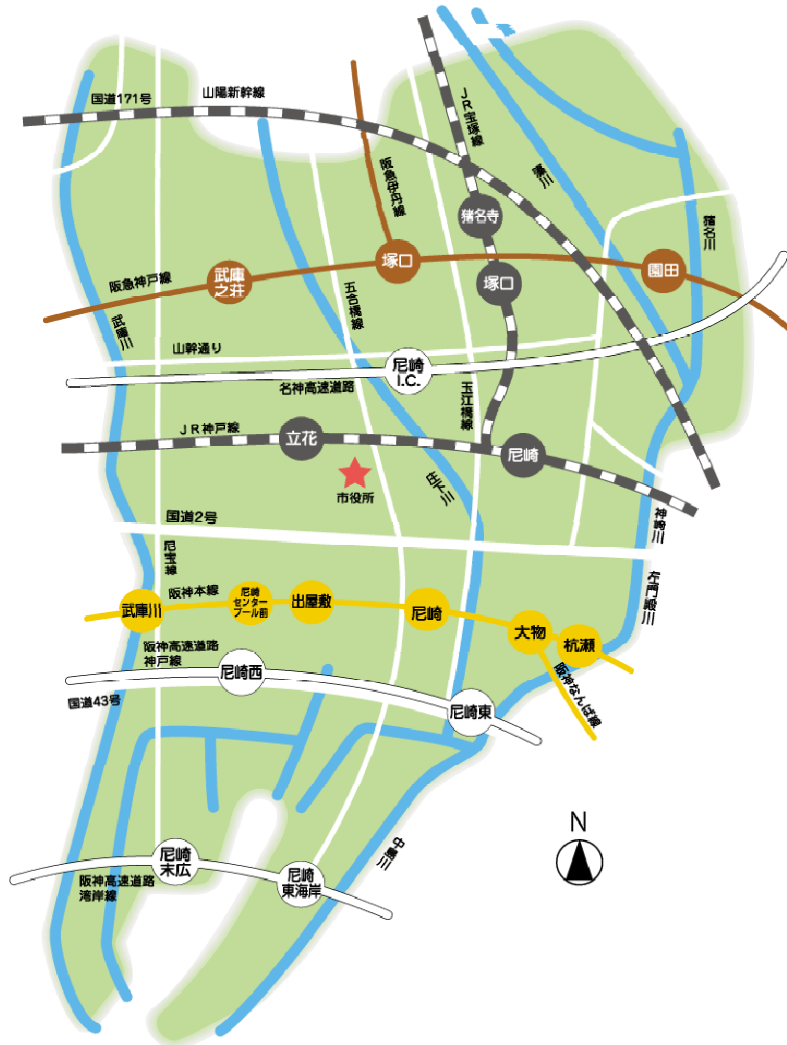 国道171号
山陽新幹線
JR宝塚線
阪急伊丹線
藻川
猪名川
猪名寺
塚口
塚口
園田
武庫
之荘
阪急神戸線
武庫川
五合橋線
山幹通り
尼崎
I.C.
名神高速道路
玉江橋線
JR神戸線
立花
尼崎
市役所
庄下川
神崎川
国道2号
尼宝線
左門殿川
阪神本線
武庫川
尼崎
センター
プール前
出屋敷
尼崎
大物
杭瀬
阪神なんば線
阪神高速道路
神戸線
尼崎西
国道43号
尼崎東
N
中島川
尼崎
末広
阪神高速道路
湾岸線
尼崎
東海岸